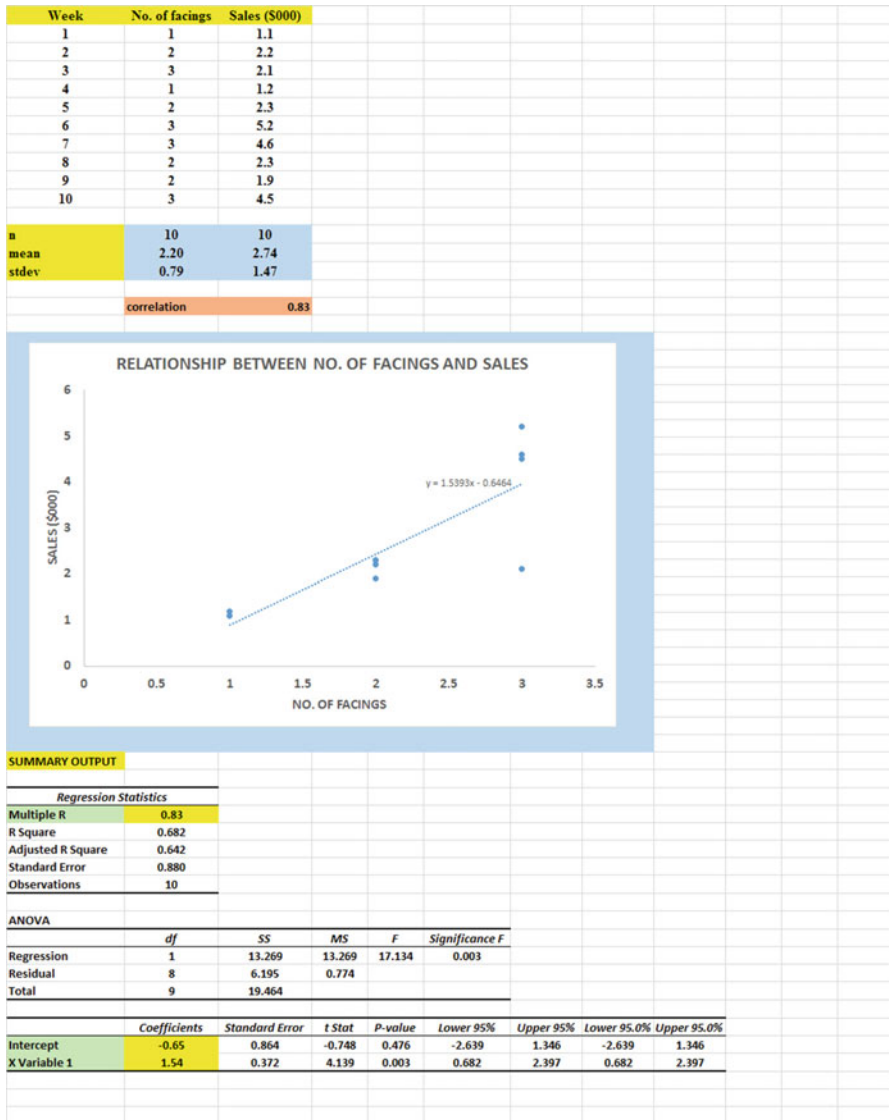 Week No. of facings Sales ($000)
1 1 1.1
2 2 2.2
3 3 2.1
4 1 1.2
5 2 2.3
6 3 5.2
7 3 4.6
8 2 2.3
9 2 1.9
10 3 4.5
n 10 10
mean 2.20 2.74
stdev 0.79 1.47
correlation 0.83
RELATIONSHIP BETWEEN NO. OF FACINGS AND SALES
6
5
4
3
2
1
0
SALES ($000)
y = 1.5393x - 0.6464
0 0.5 1 1.5 2 2.5 3 3.5
NO. OF FACINGS
SUMMARY OUTPUT
Regression Statistics
Multiple R 0.83
R Square 0.682
Adjusted R Square 0.642
Standard Error 0.880
Observations 10
ANOVA
df SS MS F Significance F
Regression 1 13.269 13.269 17.134 0.003
Residual 8 6.195 0.774
Total 9 19.464
Coefficients Standard Error t Stat P-value Lower 95% Upper 95% Lower 95.0% Upper 95.0%
Intercept -0.65 0.864 -0.748 0.476 -2.639 1.346 -2.639 1.346
X Variable 1 1.54 0.372 4.139 0.003 0.682 2.397 0.682 2.397